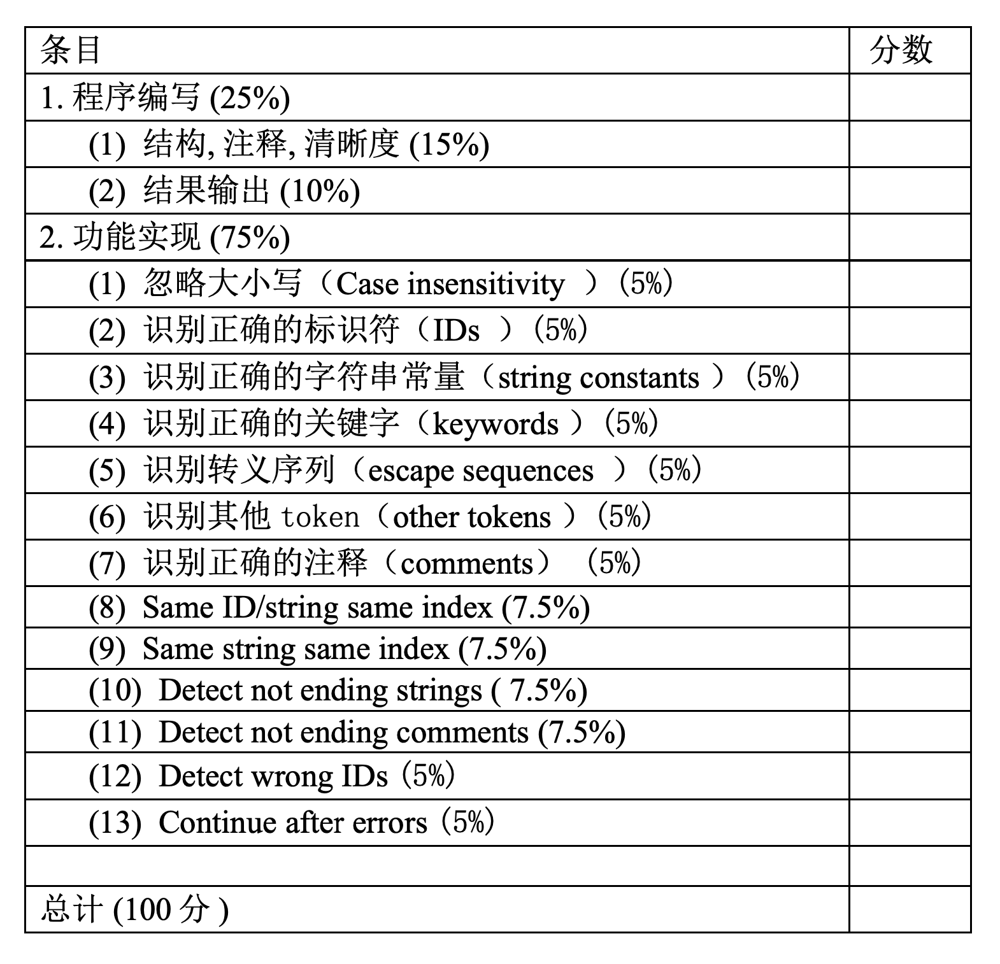 条目 分数
1. 程序编写 (25%)
(1) 结构, 注释, 清晰度 (15%)
(2) 结果输出 (10%)
2. 功能实现 (75%)
(1) 忽略大小写（Case insensitivity ）(5%)
(2) 识别正确的标识符（IDs ）(5%)
(3) 识别正确的字符串常量（string constants ）(5%)
(4) 识别正确的关键字（keywords ）(5%)
(5) 识别转义序列（escape sequences ）(5%)
(6) 识别其他 token（other tokens ）(5%)
(7) 识别正确的注释（comments） (5%)
(8) Same ID/string same index (7.5%)
(9) Same string same index (7.5%)
(10) Detect not ending strings ( 7.5%)
(11) Detect not ending comments (7.5%)
(12) Detect wrong IDs (5%)
(13) Continue after errors (5%)
总计 (100 分 )